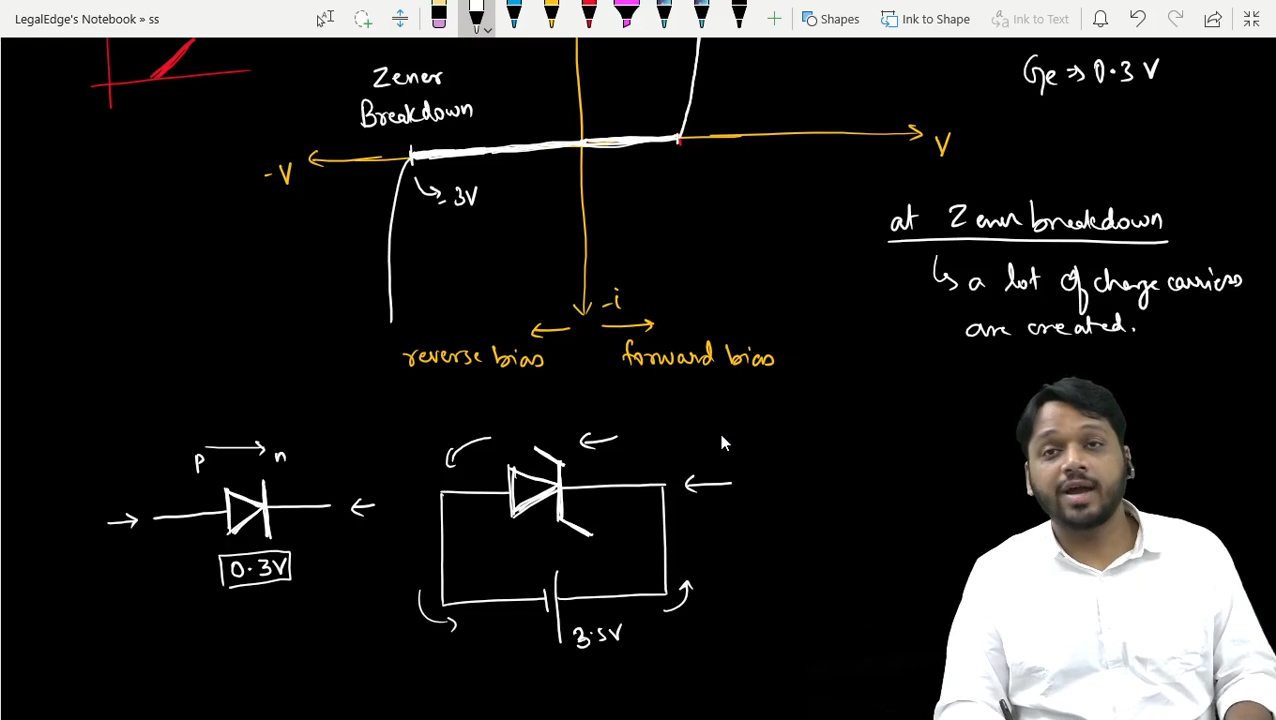 LegalEdge's Notebook » ss
Shapes
Ink to Shape
Ink to Text
Zener
Breakdown
Ge => 0.3 V
-V
V
- 3V
at Zener breakdown
a lot of charge carriers
are created.
-i
reverse bias
forward bias
p
n
0.3V
3.5V